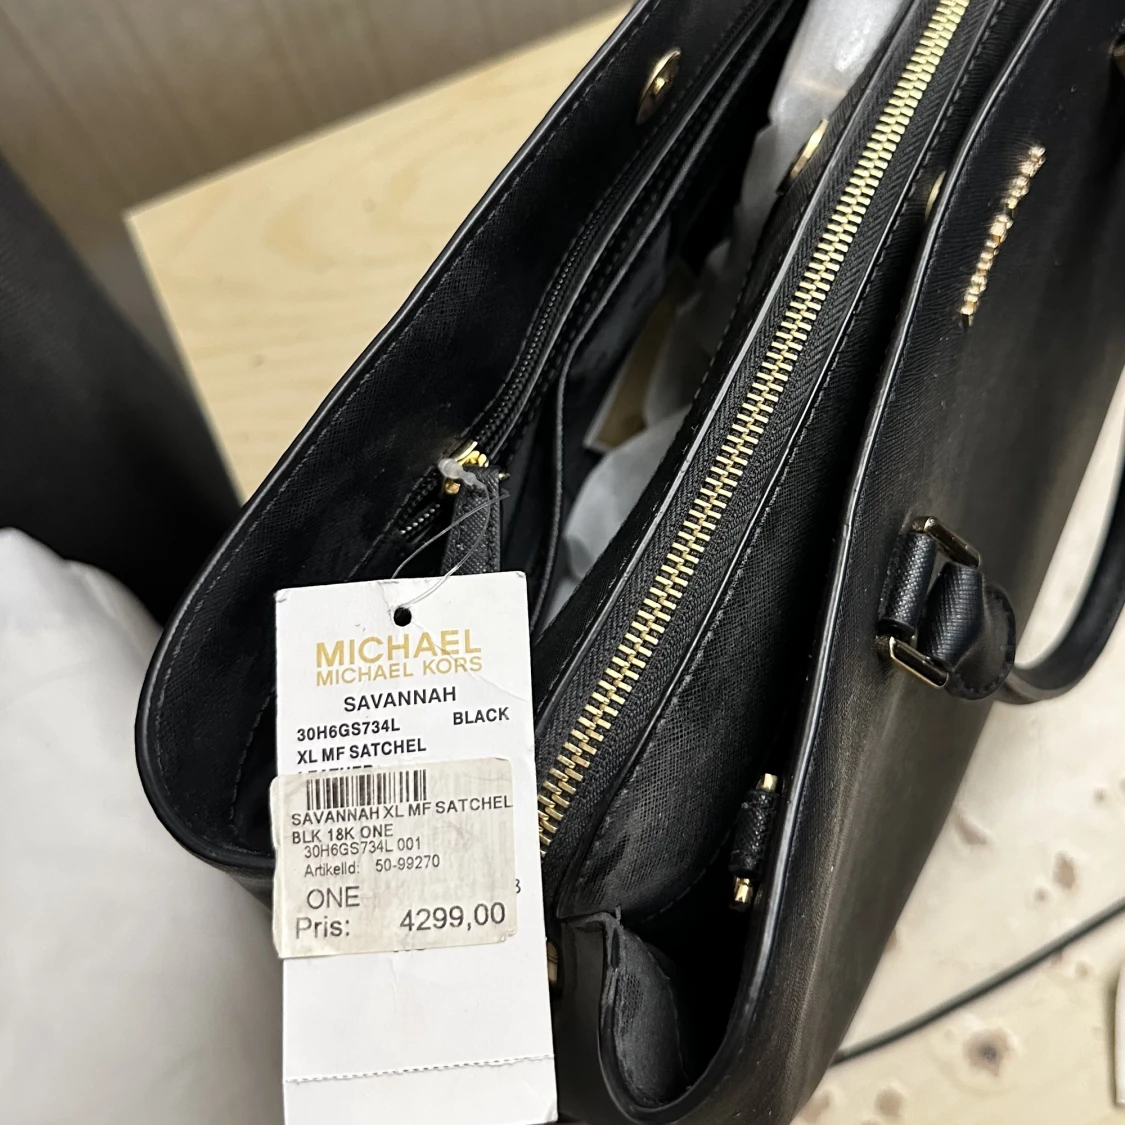 MICHAEL
MICHAEL KORS
SAVANNAH
30H6GS734L BLACK
XL MF SATCHEL
SAVANNAH XL MF SATCHEL
BLK 18K ONE
30H6GS734L 001
ArtikelId: 50-99270
ONE
Pris: 4299,00